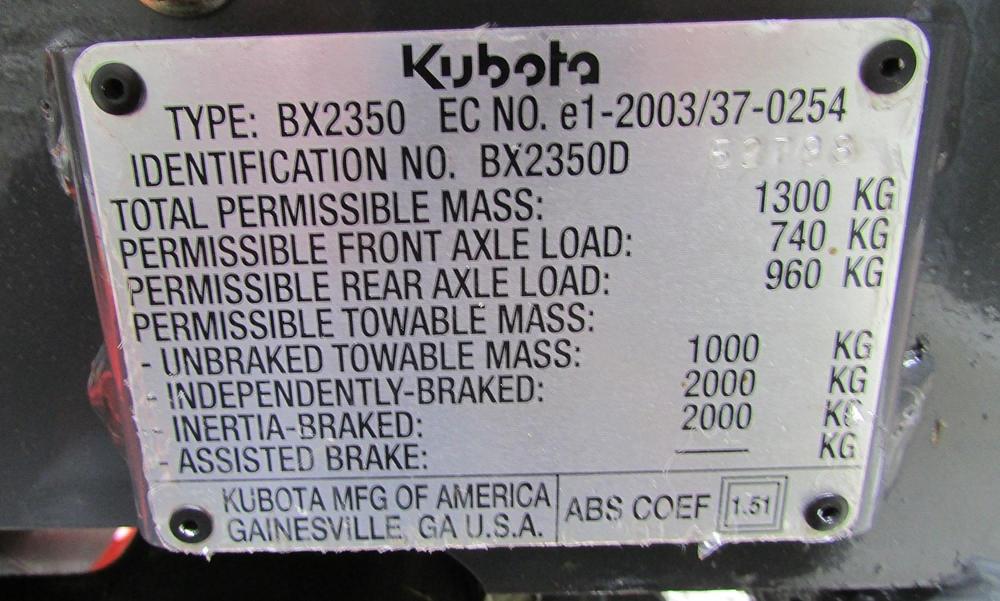 Kubota
TYPE: BX2350 EC NO. e1-2003/37-0254
IDENTIFICATION NO. BX2350D 52798
TOTAL PERMISSIBLE MASS: 1300 KG
PERMISSIBLE FRONT AXLE LOAD: 740 KG
PERMISSIBLE REAR AXLE LOAD: 960 KG
PERMISSIBLE TOWABLE MASS:
- UNBRAKED TOWABLE MASS: 1000 KG
- INDEPENDENTLY-BRAKED: 2000 KG
- INERTIA-BRAKED: 2000 KG
- ASSISTED BRAKE: —— KG
KUBOTA MFG OF AMERICA
GAINESVILLE, GA U.S.A.
ABS COEF 1.51